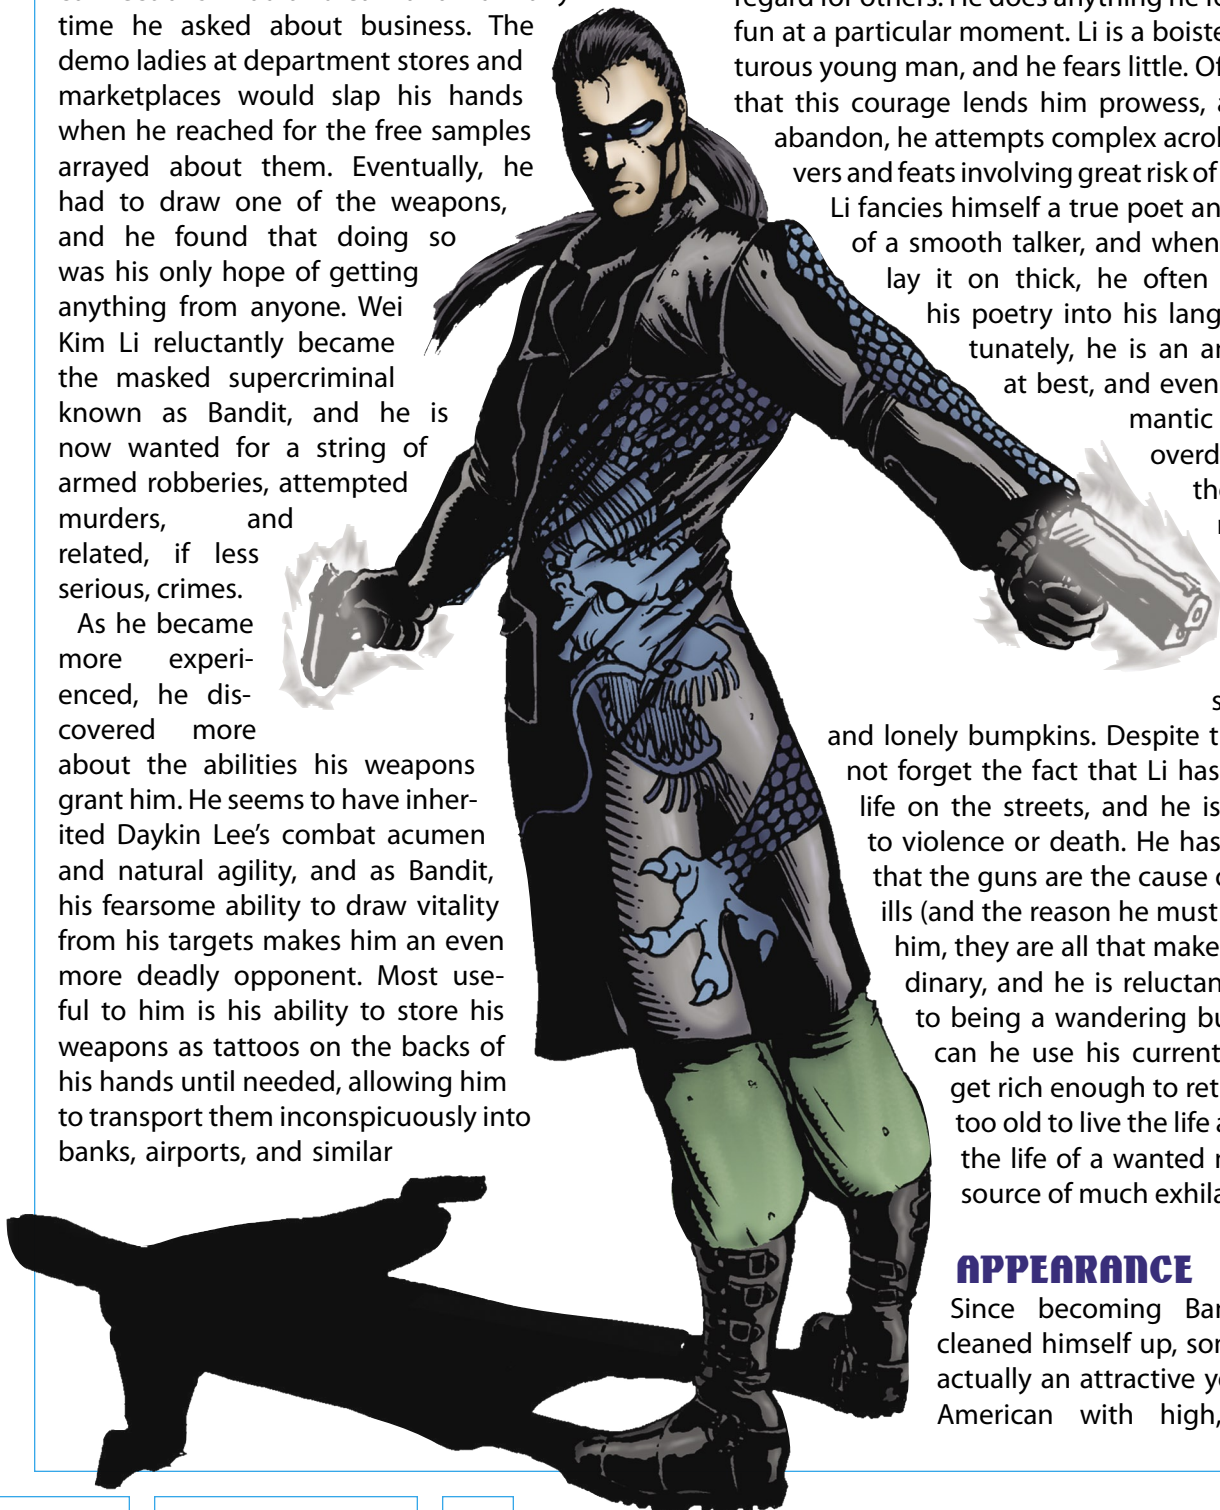 time he asked about business. The
demo ladies at department stores and
marketplaces would slap his hands
when he reached for the free samples
arrayed about them. Eventually, he
had to draw one of the weapons,
and he found that doing so
was his only hope of getting
anything from anyone. Wei
Kim Li reluctantly became
the masked supercriminal
known as Bandit, and he is
now wanted for a string of
armed robberies, attempted
murders, and
related, if less
serious, crimes.
As he became
more experi-
enced, he dis-
covered more
about the abilities his weapons
grant him. He seems to have inher-
ited Daykin Lee's combat acumen
and natural agility, and as Bandit,
his fearsome ability to draw vitality
from his targets makes him an even
more deadly opponent. Most use-
ful to him is his ability to store his
weapons as tattoos on the backs of
his hands until needed, allowing him
to transport them inconspicuously into
banks, airports, and similar
regard for others. He does anything he
fun at a particular moment. Li is a
turous young man, and he fears little.
that this courage lends him prowess,
abandon, he attempts complex
vers and feats involving great risk of
Li fancies himself a true poet
of a smooth talker, and when
lay it on thick, he often
his poetry into his
tunately, he is an
at best, and even
mantic
and lonely bumpkins. Despite
not forget the fact that Li has
life on the streets, and he is
to violence or death. He has
that the guns are the cause
ills (and the reason he must
him, they are all that make
dinary, and he is
to being a wandering
can he use his current
get rich enough to
too old to live the life
the life of a wanted
source of much
APPEARANCE
Since becoming
cleaned himself up,
actually an attractive
American with high,